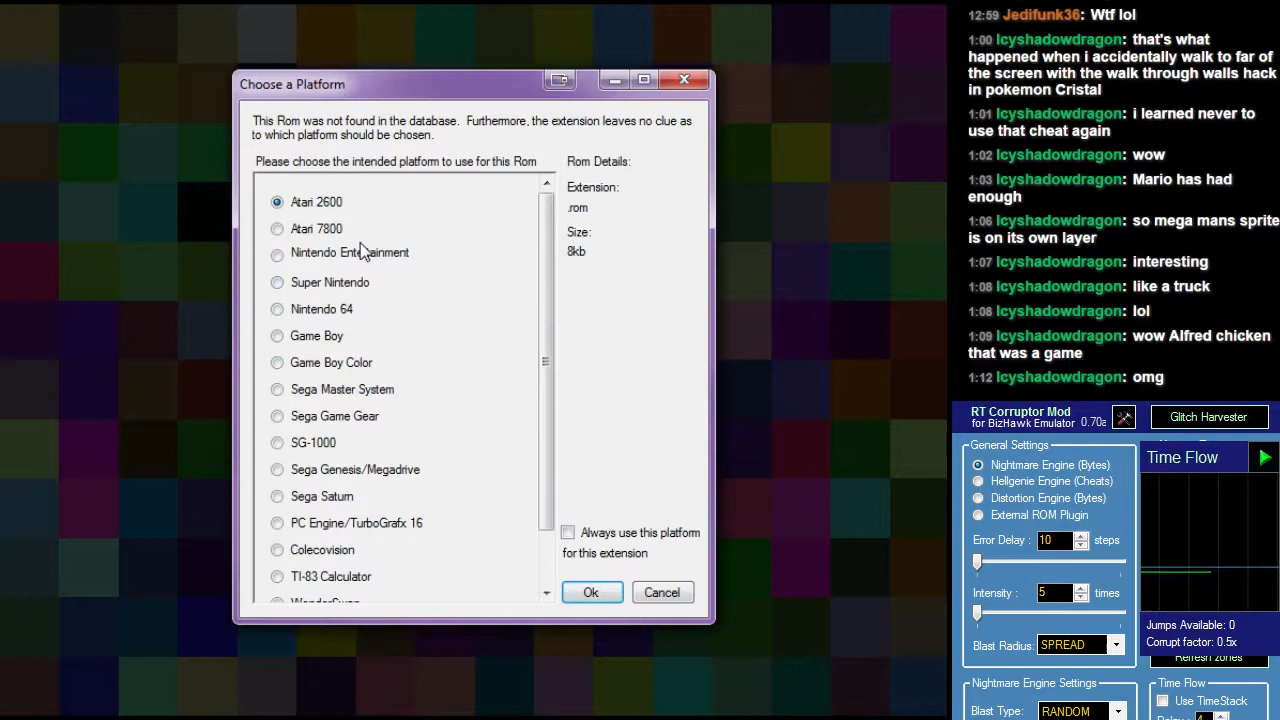 Choose a Platform
This Rom was not found in the database. Furthermore, the extension leaves no clue as
to which platform should be chosen.
Please choose the intended platform to use for this Rom
Atari 2600
Atari 7800
Nintendo Entertainment
Super Nintendo
Nintendo 64
Game Boy
Game Boy Color
Sega Master System
Sega Game Gear
SG-1000
Sega Genesis/Megadrive
Sega Saturn
PC Engine/TurboGrafx 16
Colecovision
TI-83 Calculator
WonderSwan
Rom Details:
Extension:
.rom
Size:
8kb
Always use this platform
for this extension
Ok
Cancel
12:59 Jedifunk36: Wtf lol
1:00 Icyshadowdragon: that's what
happened when i accidentally walk to far of
the screen with the walk through walls hack
in pokemon Cristal
1:01 Icyshadowdragon: i learned never to
use that cheat again
1:02 Icyshadowdragon: wow
1:03 Icyshadowdragon: Mario has had
enough
1:06 Icyshadowdragon: so mega mans sprite
is on its own layer
1:07 Icyshadowdragon: interesting
1:08 Icyshadowdragon: like a truck
1:08 Icyshadowdragon: lol
1:09 Icyshadowdragon: wow Alfred chicken
that was a game
1:12 Icyshadowdragon: omg
RT Corruptor Mod
for BizHawk Emulator 0.70a
Glitch Harvester
General Settings
Nightmare Engine (Bytes)
Hellgenie Engine (Cheats)
Distortion Engine (Bytes)
External ROM Plugin
Error Delay : 10 steps
Intensity : 5 times
Blast Radius: SPREAD
Nightmare Engine Settings
Blast Type: RANDOM
Time Flow
Jumps Available: 0
Corrupt factor: 0.5x
Refresh zones
Time Flow
Use TimeStack